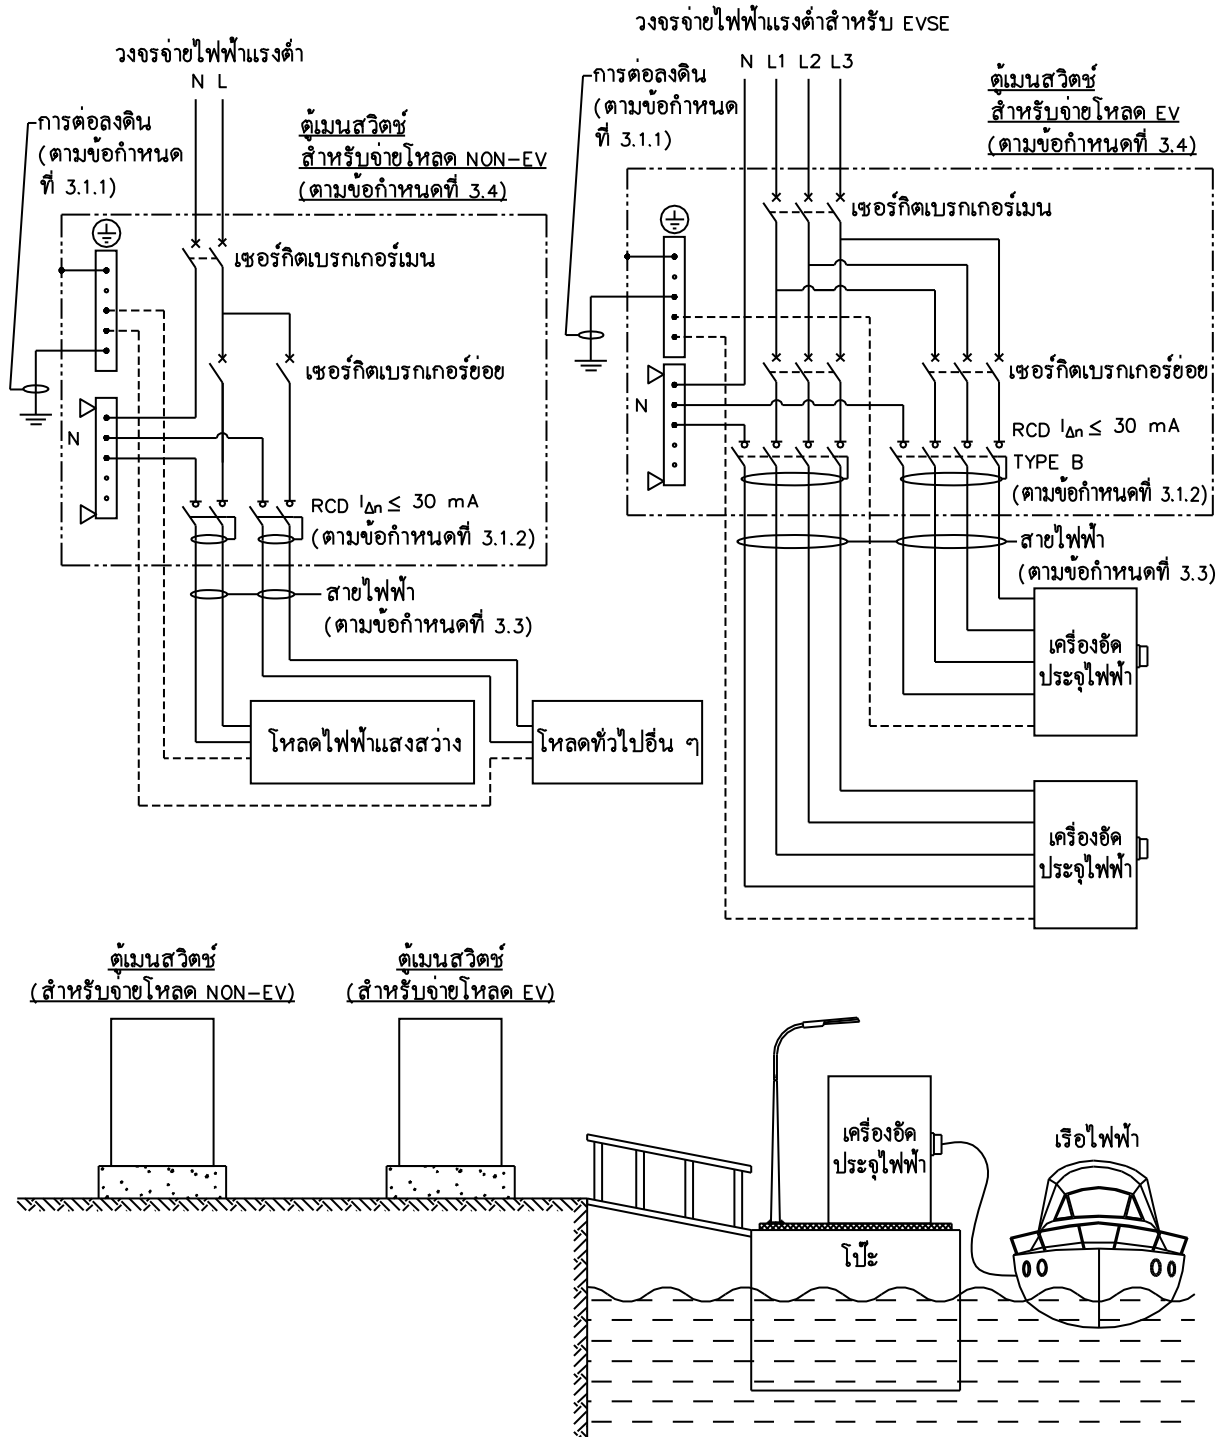 วงจรจ่ายไฟฟ้าแรงต่ำ
N L
การต่อลงดิน
(ตามข้อกำหนด
ที่ 3.1.1)
ตู้เมนสวิตช์
สำหรับจ่ายโหลด NON-EV
(ตามข้อกำหนดที่ 3.4)
เซอร์กิตเบรกเกอร์เมน
เซอร์กิตเบรกเกอร์ย่อย
N
RCD IΔn ≤ 30 mA
(ตามข้อกำหนดที่ 3.1.2)
สายไฟฟ้า
(ตามข้อกำหนดที่ 3.3)
โหลดไฟฟ้าแสงสว่าง
โหลดทั่วไปอื่น ๆ
วงจรจ่ายไฟฟ้าแรงต่ำสำหรับ EVSE
N L1 L2 L3
การต่อลงดิน
(ตามข้อกำหนด
ที่ 3.1.1)
ตู้เมนสวิตช์
สำหรับจ่ายโหลด EV
(ตามข้อกำหนดที่ 3.4)
เซอร์กิตเบรกเกอร์เมน
เซอร์กิตเบรกเกอร์ย่อย
N
RCD IΔn ≤ 30 mA
TYPE B
(ตามข้อกำหนดที่ 3.1.2)
สายไฟฟ้า
(ตามข้อกำหนดที่ 3.3)
เครื่องอัด
ประจุไฟฟ้า
เครื่องอัด
ประจุไฟฟ้า
ตู้เมนสวิตช์
(สำหรับจ่ายโหลด NON-EV)
ตู้เมนสวิตช์
(สำหรับจ่ายโหลด EV)
เครื่องอัด
ประจุไฟฟ้า
เรือไฟฟ้า
โป๊ะ